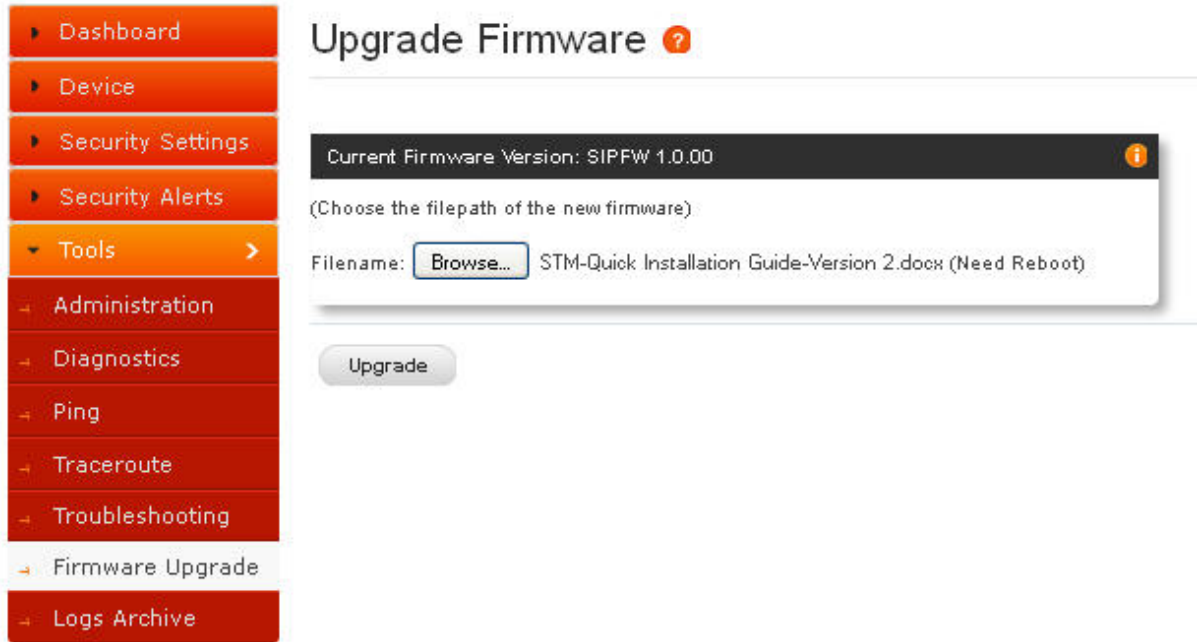 Dashboard
Device
Security Settings
Security Alerts
Tools
Administration
Diagnostics
Ping
Traceroute
Troubleshooting
Firmware Upgrade
Logs Archive
Upgrade Firmware ?
Current Firmware Version: SIPFW 1.0.00 i
(Choose the filepath of the new firmware)
Filename: Browse... STM-Quick Installation Guide-Version 2.docx (Need Reboot)
Upgrade